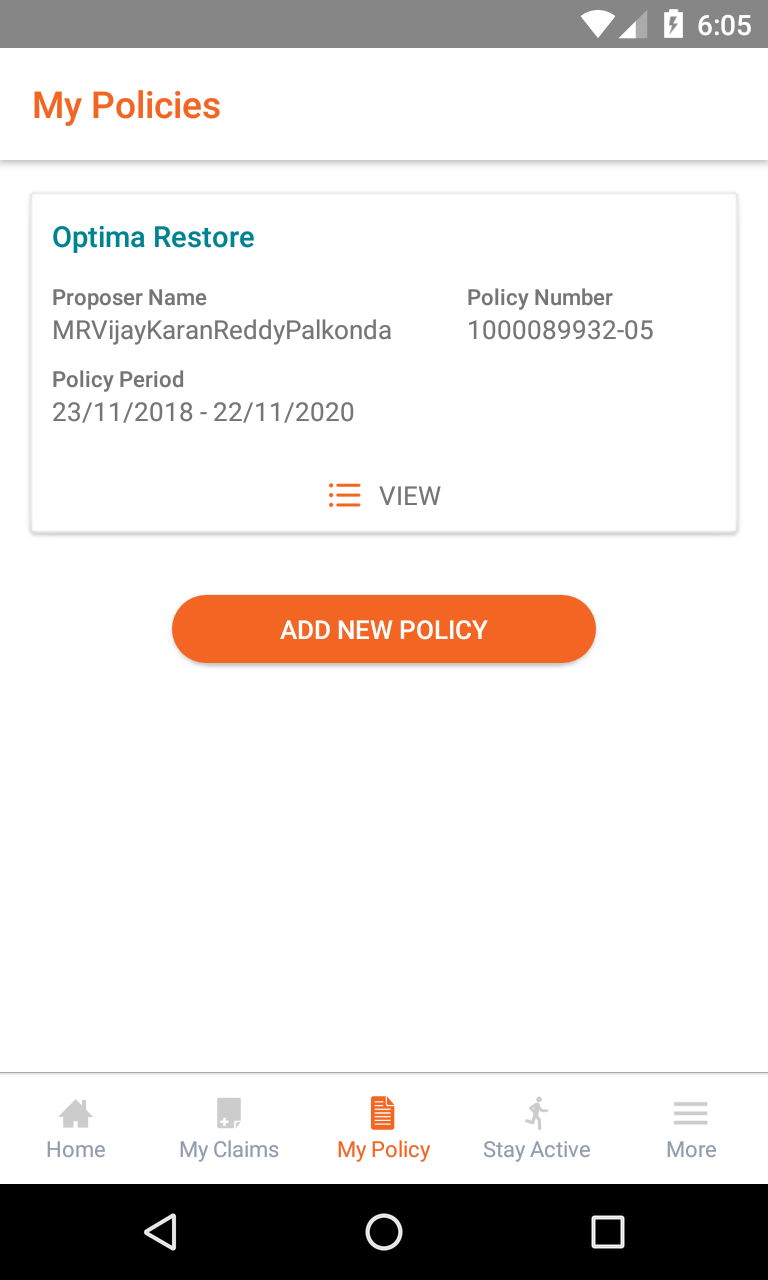 6:05
My Policies
Optima Restore
Proposer Name
Policy Number
MRVijayKaranReddyPalkonda
1000089932-05
Policy Period
23/11/2018 - 22/11/2020
VIEW
ADD NEW POLICY
Home
My Claims
My Policy
Stay Active
More